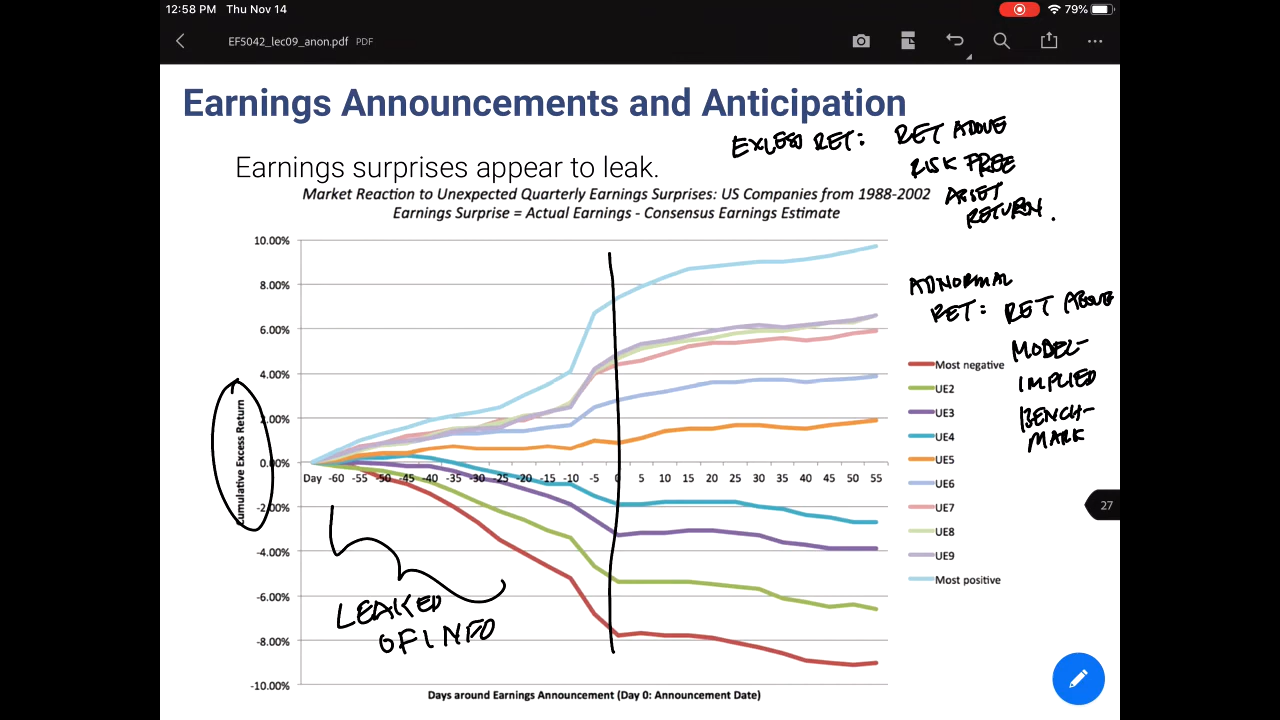 12:58 PM Thu Nov 14
79%
EF5042_lec09_anon.pdf PDF
Earnings Announcements and Anticipation
EXCESS RET: RET ABOVE
RISK FREE
ASSET
RETURN.
Earnings surprises appear to leak.
Market Reaction to Unexpected Quarterly Earnings Surprises: US Companies from 1988-2002
Earnings Surprise = Actual Earnings - Consensus Earnings Estimate
10.00%
8.00%
6.00%
4.00%
2.00%
0.00%
-2.00%
-4.00%
-6.00%
-8.00%
-10.00%
Cumulative Excess Return
Day -60 -55 -50 -45 -40 -35 -30 -25 -20 -15 -10 -5 0 5 10 15 20 25 30 35 40 45 50 55
Days around Earnings Announcement (Day 0: Announcement Date)
LEAKED
OF INFO
ABNORMAL
RET: RET ABOVE
MODEL-
IMPLIED
BENCH-
MARK
Most negative
UE2
UE3
UE4
UE5
UE6
UE7
UE8
UE9
Most positive
27